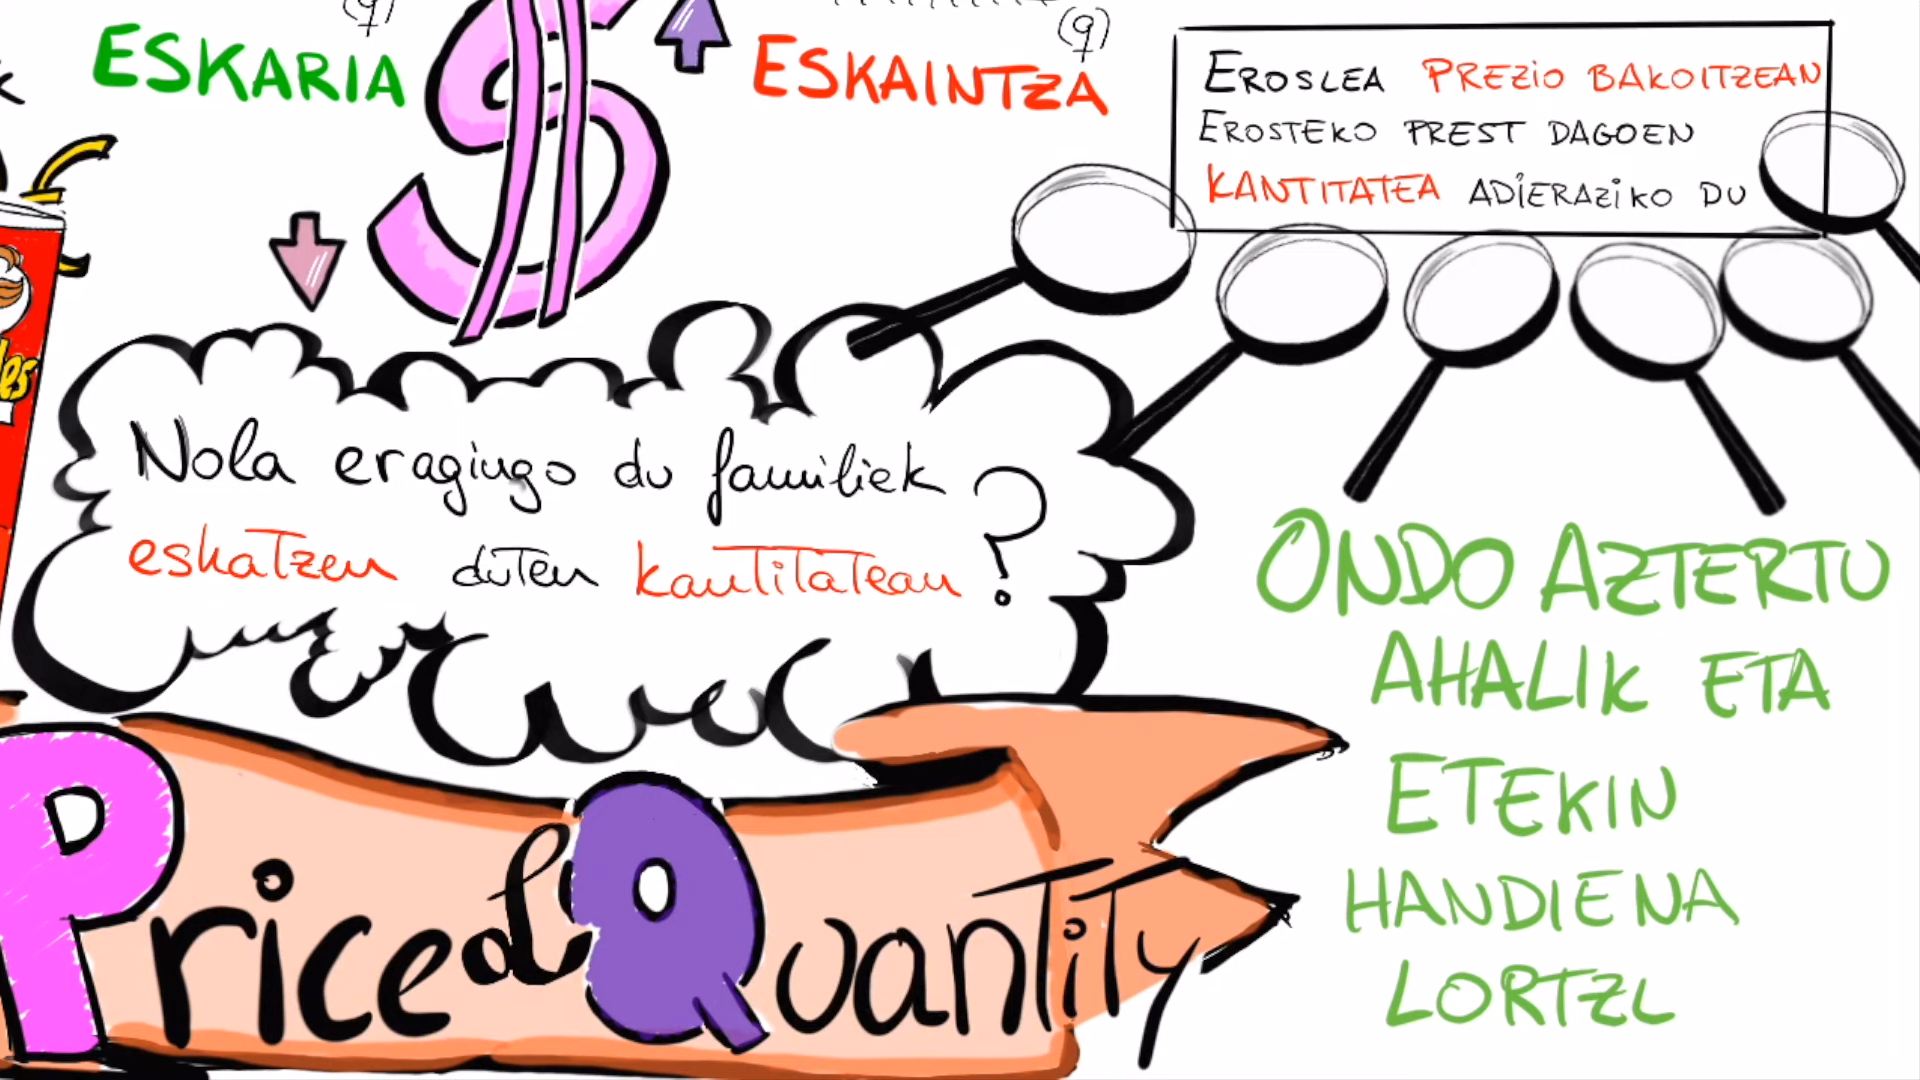 (q)
(q)
ESKARIA
ESKAINTZA
EROSLEA PREZIO BAKOITZEAN
EROSTEKO PREST DAGOEN
KANTITATEA ADIERAZIKO DU
Nola eragingo du familiek
eskatzen duten kantitatean?
ONDO AZTERTU
AHALIK ETA
ETEKIN
HANDIENA
LORTZL
Price & Quantity